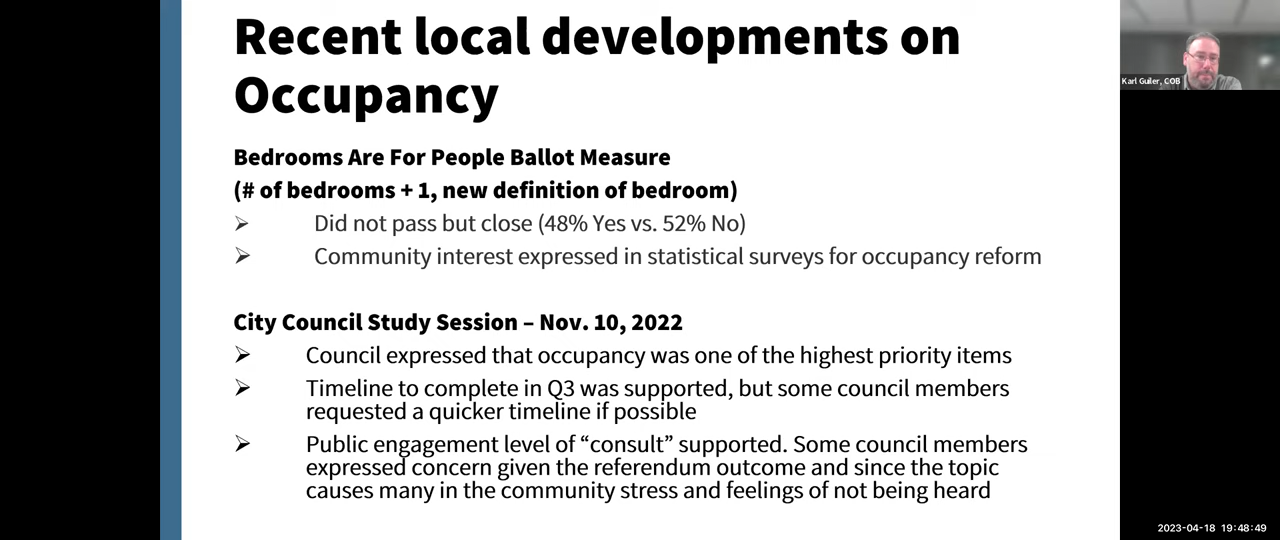 Recent local developments on
Occupancy
Bedrooms Are For People Ballot Measure
(# of bedrooms + 1, new definition of bedroom)
➢ Did not pass but close (48% Yes vs. 52% No)
➢ Community interest expressed in statistical surveys for occupancy reform
City Council Study Session – Nov. 10, 2022
➢ Council expressed that occupancy was one of the highest priority items
➢ Timeline to complete in Q3 was supported, but some council members
requested a quicker timeline if possible
➢ Public engagement level of “consult” supported. Some council members
expressed concern given the referendum outcome and since the topic
causes many in the community stress and feelings of not being heard
Karl Guiler, COB
2023-04-18 19:48:49